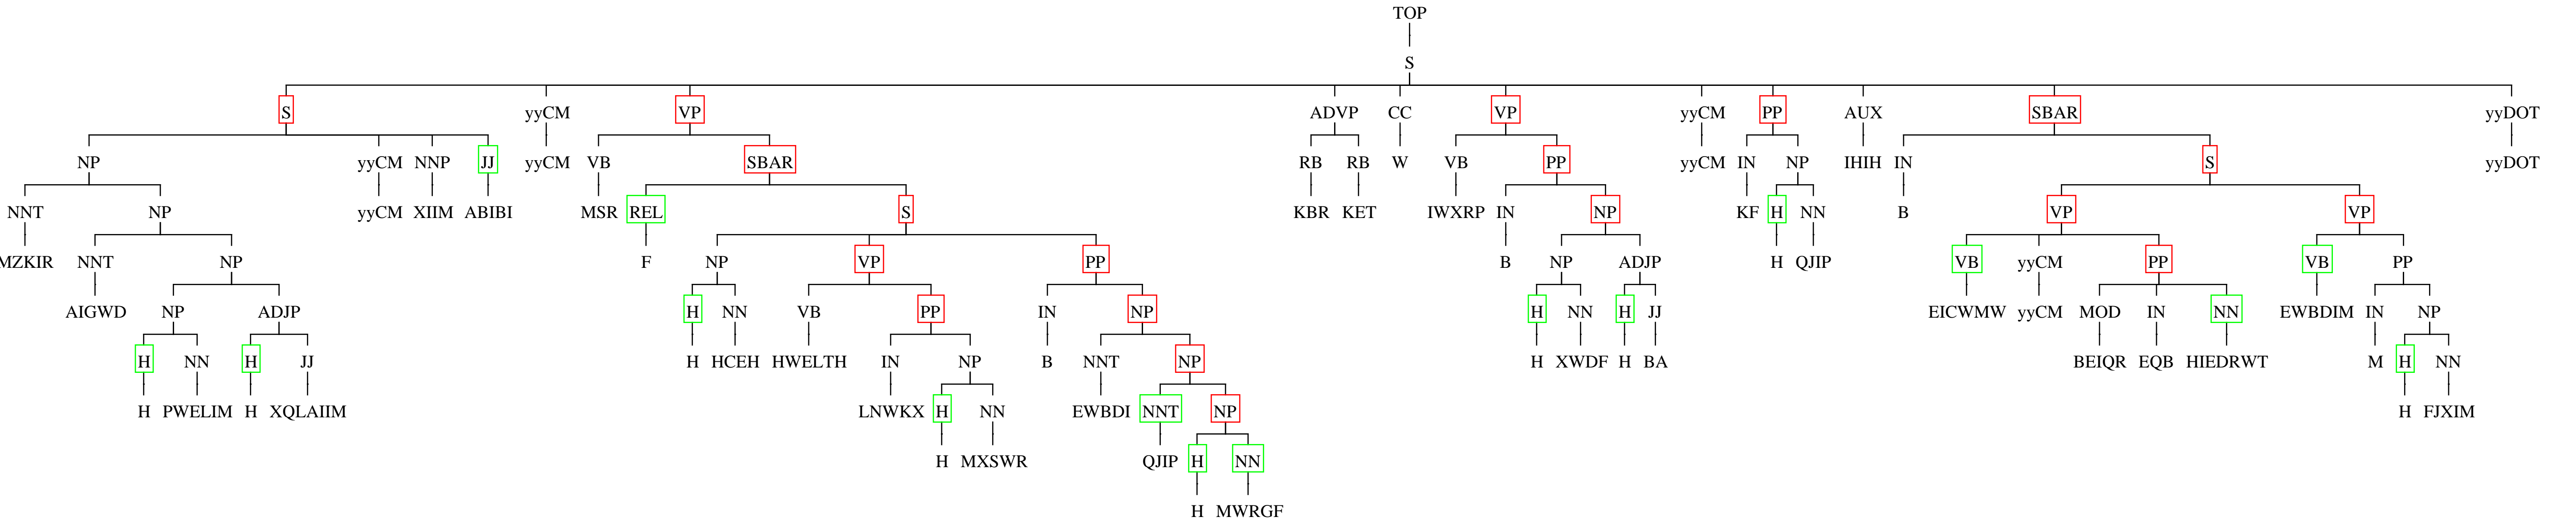 TOP
S
S yyCM VP ADVP CC VP yyCM PP AUX SBAR yyDOT
NP yyCM NNP JJ yyCM VB SBAR RB RB W VB PP yyCM IN NP IHIH IN S yyDOT
NNT NP yyCM XIIM ABIBI MSR REL S KBR KET IWXRP IN NP KF H NN B VP VP
MZKIR NNT NP F NP VP PP B NP ADJP H QJIP VB yyCM PP VB PP
AIGWD NP ADJP H NN VB PP IN NP H NN H JJ EICWMW yyCM MOD IN NN EWBDIM IN NP
H NN H JJ H HCEH HWELTH IN NP B NNT NP H XWDF H BA BEIQR EQB HIEDRWT M H NN
H PWELIM H XQLAIIM LNWKX H NN EWBDI NNT NP H FJXIM
H MXSWR QJIP H NN
H MWRGF